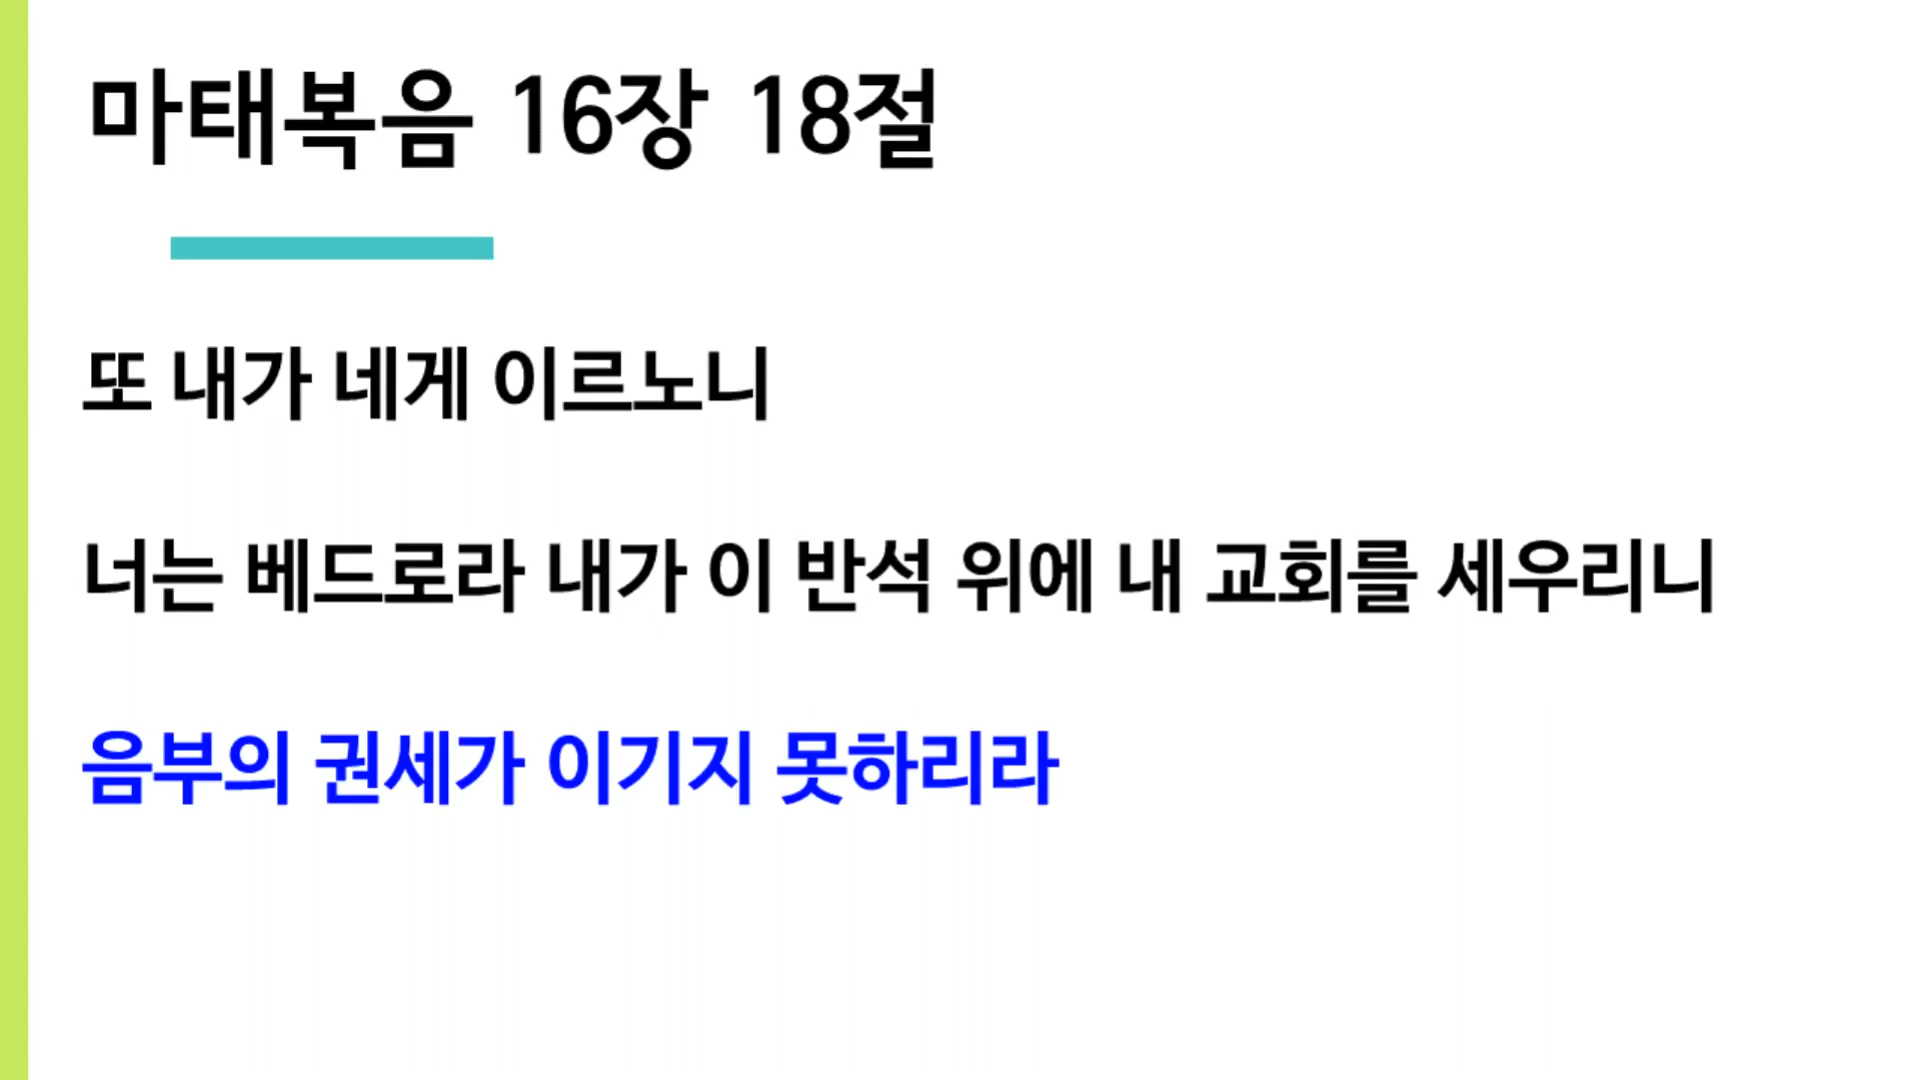 마태복음 16장 18절
또 내가 네게 이르노니
너는 베드로라 내가 이 반석 위에 내 교회를 세우리니
음부의 권세가 이기지 못하리라